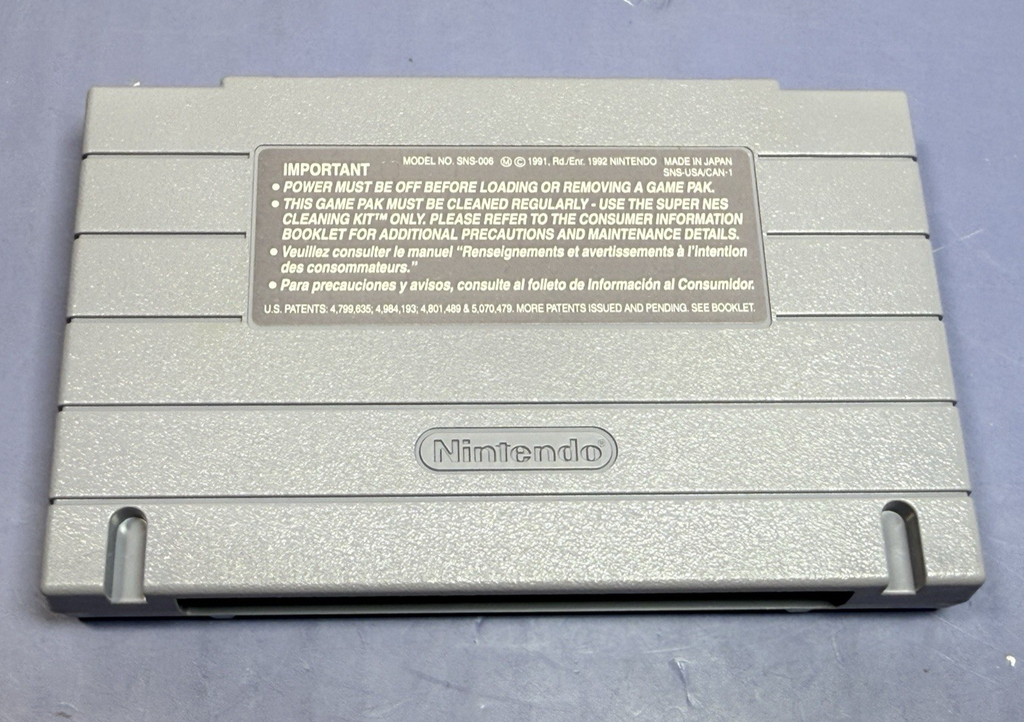 IMPORTANT MODEL NO. SNS-006 Ⓜ © 1991, Rd./Enr. 1992 NINTENDO MADE IN JAPAN
SNS-USA/CAN-1
• POWER MUST BE OFF BEFORE LOADING OR REMOVING A GAME PAK.
• THIS GAME PAK MUST BE CLEANED REGULARLY - USE THE SUPER NES
CLEANING KIT™ ONLY. PLEASE REFER TO THE CONSUMER INFORMATION
BOOKLET FOR ADDITIONAL PRECAUTIONS AND MAINTENANCE DETAILS.
• Veuillez consulter le manuel "Renseignements et avertissements à l'intention
des consommateurs."
• Para precauciones y avisos, consulte al folleto de Información al Consumidor.
U.S. PATENTS: 4,799,635; 4,984,193; 4,801,489 & 5,070,479. MORE PATENTS ISSUED AND PENDING. SEE BOOKLET.
Nintendo®